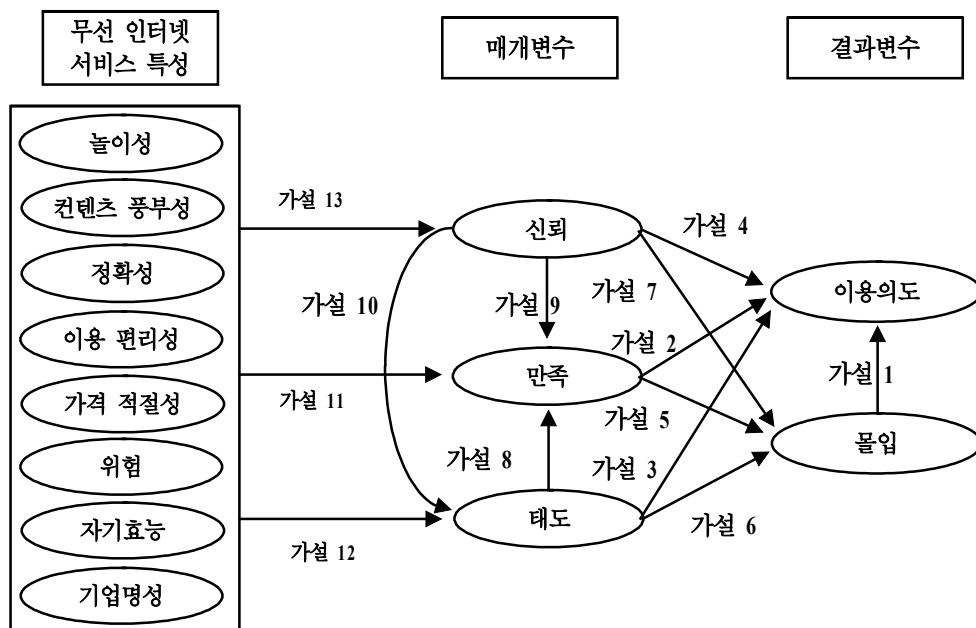 무선 인터넷
서비스 특성
매개변수
결과변수
놀이성
컨텐츠 풍부성
정확성
이용 편리성
가격 적절성
위험
자기효능
기업명성
가설 13
가설 10
가설 11
가설 12
신뢰
가설 9
만족
가설 8
태도
가설 4
가설 7
가설 2
가설 5
가설 3
가설 6
이용의도
가설 1
몰입